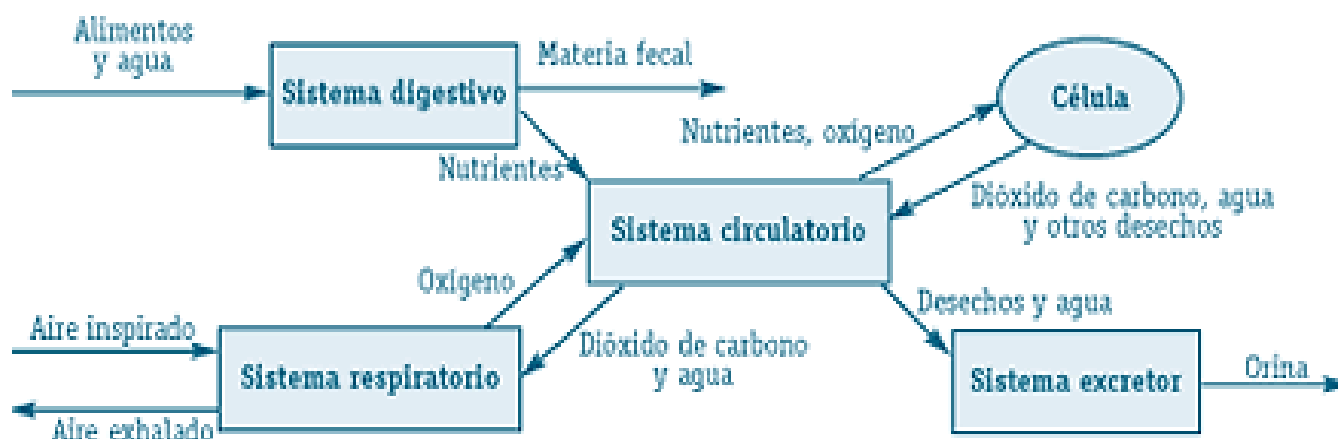 Alimentos
y agua
Sistema digestivo
Materia fecal
Nutrientes
Nutrientes, oxígeno
Célula
Dióxido de carbono, agua
y otros desechos
Sistema circulatorio
Oxígeno
Dióxido de carbono
y agua
Aire inspirado
Sistema respiratorio
Aire exhalado
Desechos y agua
Sistema excretor
Orina